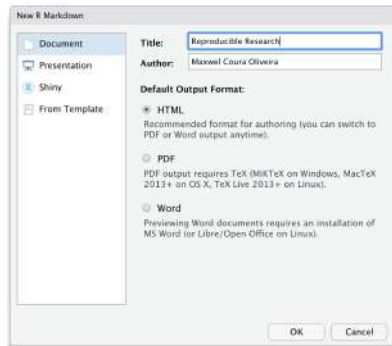 New R Markdown
Document
Presentation
Shiny
From Template
Title: Reproducible Research
Author: Maxwel Coura Oliveira
Default Output Format:
HTML
Recommended format for authoring (you can switch to
PDF or Word output anytime).
PDF
PDF output requires TeX (MiKTeX on Windows, MacTeX
2013+ on OS X, TeX Live 2013+ on Linux).
Word
Previewing Word documents requires an installation of
MS Word (or Libre/Open Office on Linux).
OK Cancel